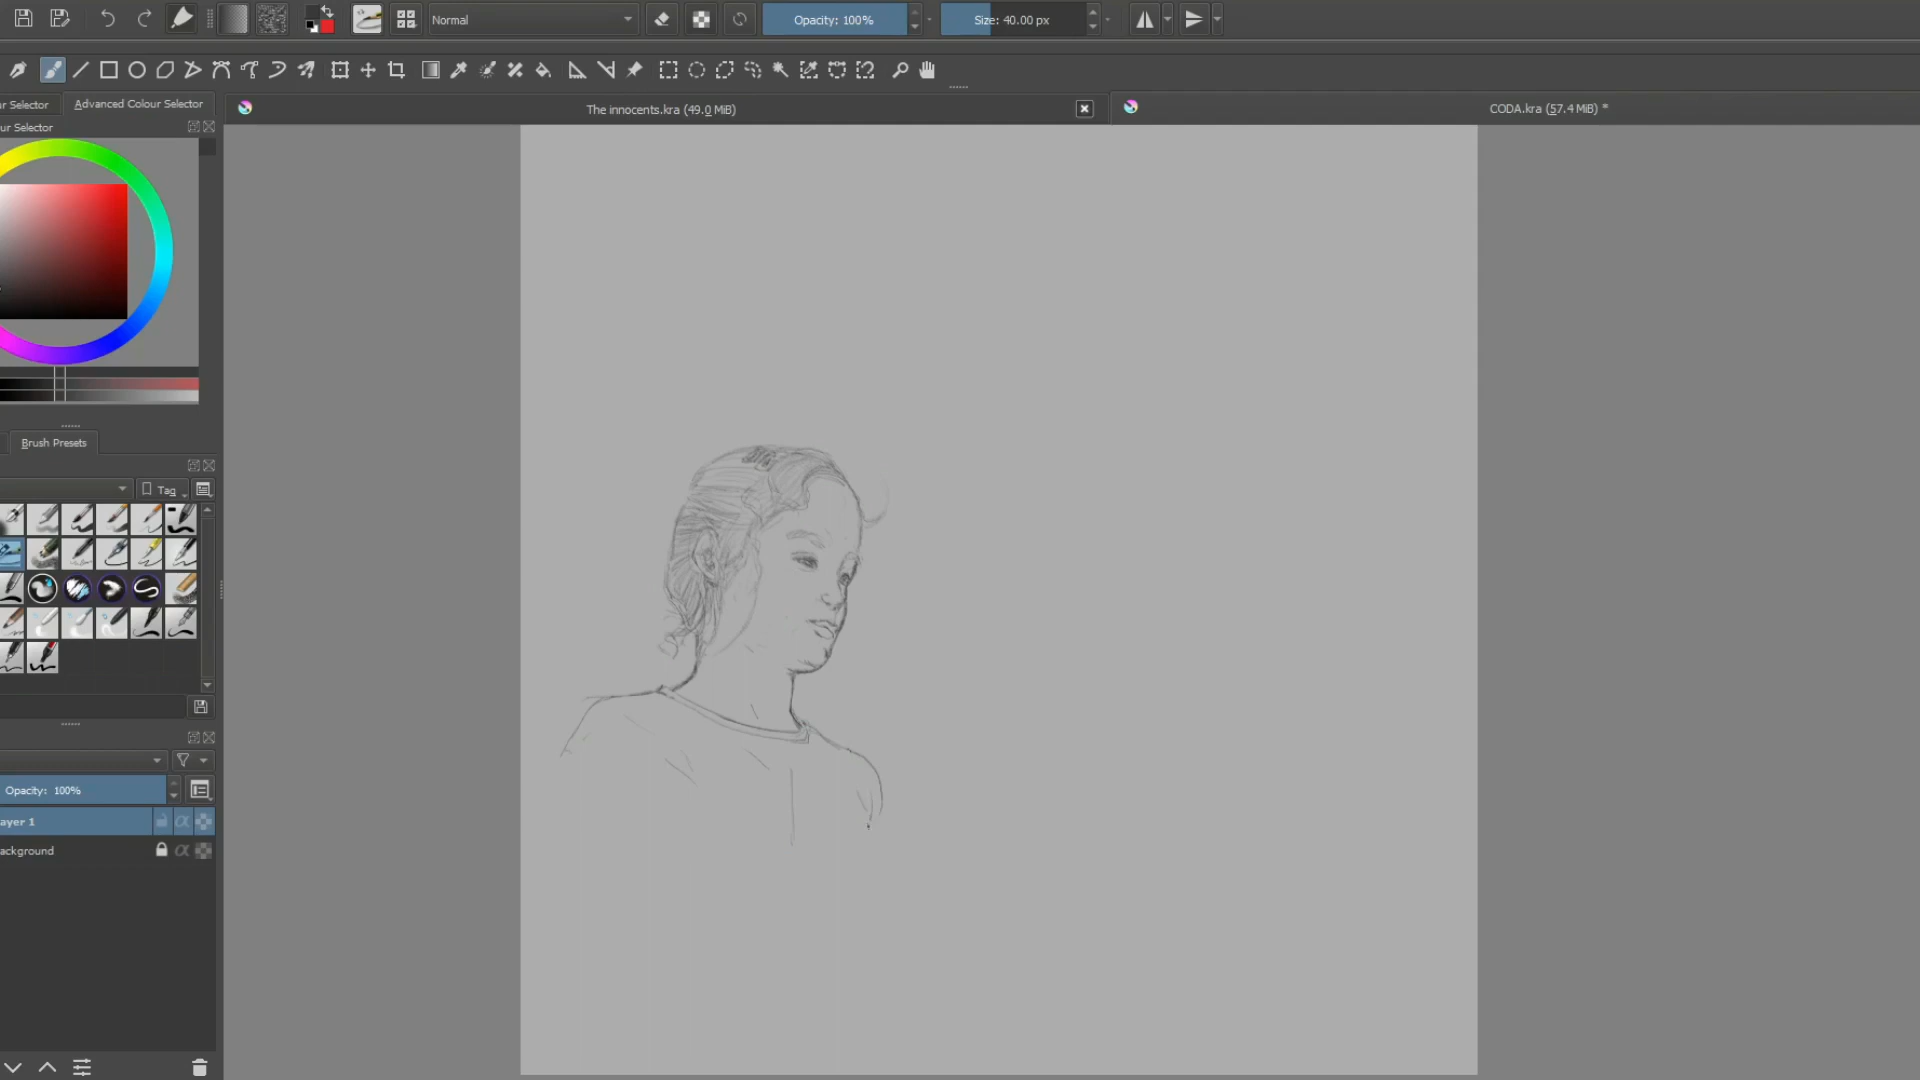 Normal
Opacity: 100%
Size: 40.00 px
The innocents.kra (49.0 MiB)
CODA.kra (57.4 MiB) *
ur Selector
Advanced Colour Selector
our Selector
Brush Presets
Tag
Opacity: 100%
ayer 1
ackground